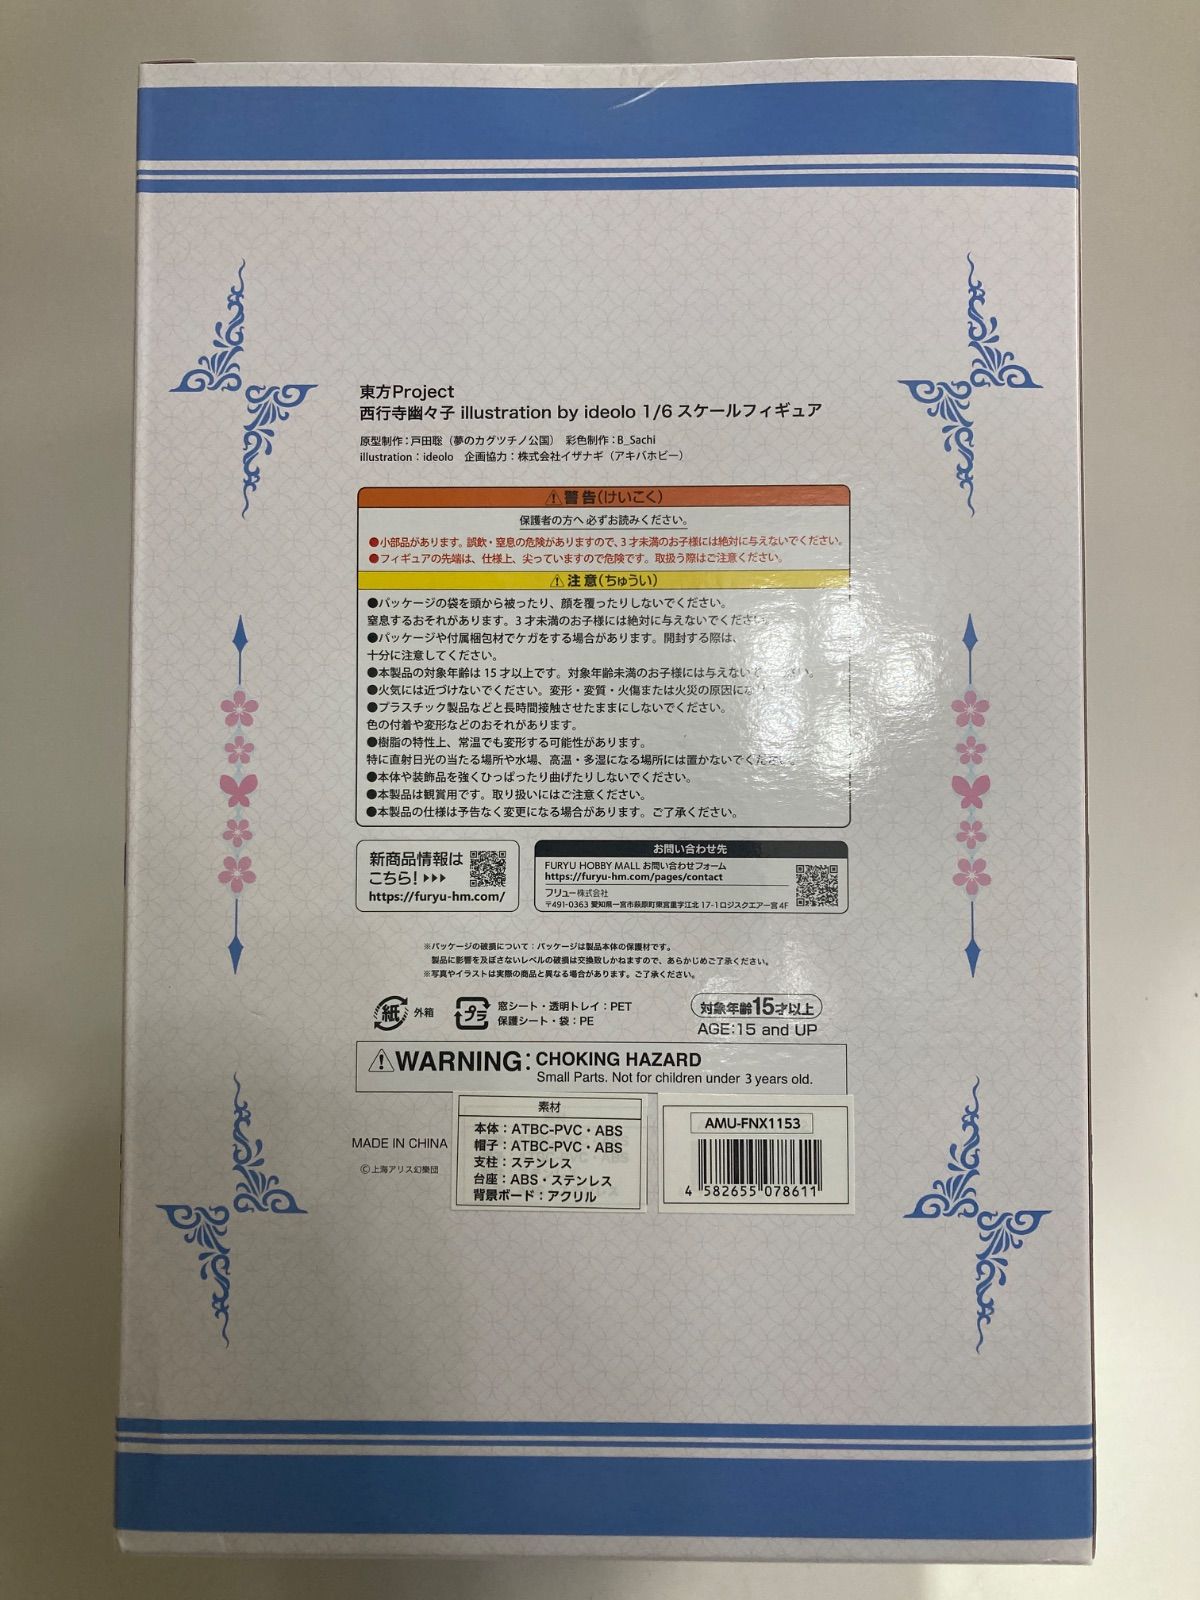 東方Project
西行寺幽々子 illustration by ideolo 1/6 スケールフィギュア
原型制作：戸田聡（夢のカグツチノ公国） 彩色制作：B_Sachi
illustration：ideolo 企画協力：株式会社イザナギ（アキバホビー）
⚠警告(けいこく)
保護者の方へ必ずお読みください。
●小部品があります。誤飲・窒息の危険がありますので、3才未満のお子様には絶対に与えないでください。
●フィギュアの先端は、仕様上、尖っていますので危険です。取扱う際はご注意ください。
⚠注意(ちゅうい)
●パッケージの袋を頭から被ったり、顔を覆ったりしないでください。
窒息するおそれがあります。3才未満のお子様には絶対に与えないでください。
●パッケージや付属梱包材でケガをする場合があります。開封する際は、
十分に注意してください。
●本製品の対象年齢は15才以上です。対象年齢未満のお子様には与えないで
●火気には近づけないでください。変形・変質・火傷または火災の原因に
●プラスチック製品などと長時間接触させたままにしないでください。
色の付着や変形などのおそれがあります。
●樹脂の特性上、常温でも変形する可能性があります。
特に直射日光の当たる場所や水場、高温・多湿になる場所には置かないでください。
●本体や装飾品を強くひっぱったり曲げたりしないでください。
●本製品は観賞用です。取り扱いにはご注意ください。
●本製品の仕様は予告なく変更になる場合があります。ご了承ください。
新商品情報は
こちら!▶▶▶
https://furyu-hm.com/
お問い合わせ先
FURYU HOBBY MALL お問い合わせフォーム
https://furyu-hm.com/pages/contact
フリュー株式会社
〒491-0363 愛知県一宮市萩原町東宮重字江北 17-1ロジスクエアー宮 4F
※パッケージの破損について：パッケージは製品本体の保護材です。
製品に影響を及ぼさないレベルの破損は交換致しかねますので、あらかじめご了承ください。
※写真やイラストは実際の商品と異なる場合があります。ご了承ください。
紙 外箱
プラ 窓シート・透明トレイ：PET
保護シート・袋：PE
対象年齢15才以上
AGE:15 and UP
⚠WARNING: CHOKING HAZARD
Small Parts. Not for children under 3 years old.
MADE IN CHINA
©上海アリス幻樂団
素材
本体：ATBC-PVC・ABS
帽子：ATBC-PVC・ABS
支柱：ステンレス
台座：ABS・ステンレス
背景ボード：アクリル
AMU-FNX1153
4 582655 078611